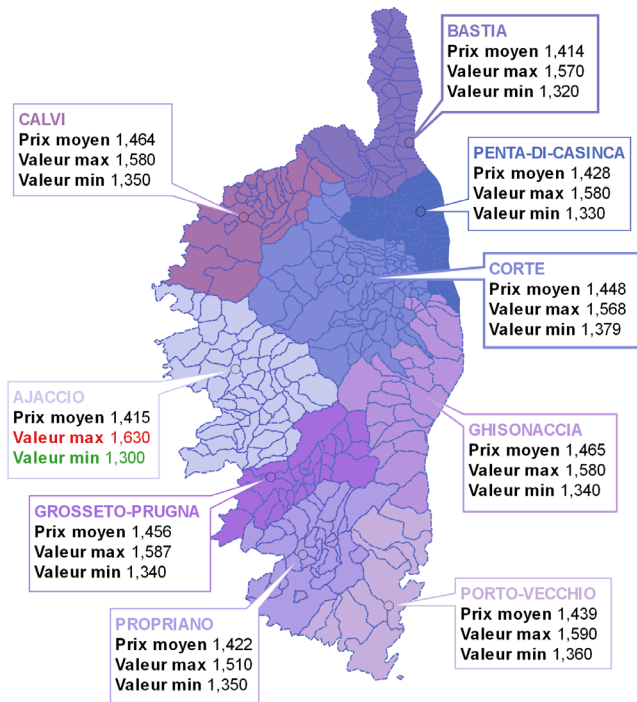 BASTIA
Prix moyen 1,414
Valeur max 1,570
Valeur min 1,320
CALVI
Prix moyen 1,464
Valeur max 1,580
Valeur min 1,350
PENTA-DI-CASINCA
Prix moyen 1,428
Valeur max 1,580
Valeur min 1,330
CORTE
Prix moyen 1,448
Valeur max 1,568
Valeur min 1,379
AJACCIO
Prix moyen 1,415
Valeur max 1,630
Valeur min 1,300
GHISONACCIA
Prix moyen 1,465
Valeur max 1,580
Valeur min 1,340
GROSSETO-PRUGNA
Prix moyen 1,456
Valeur max 1,587
Valeur min 1,340
PORTO-VECCHIO
Prix moyen 1,439
Valeur max 1,590
Valeur min 1,360
PROPRIANO
Prix moyen 1,422
Valeur max 1,510
Valeur min 1,350